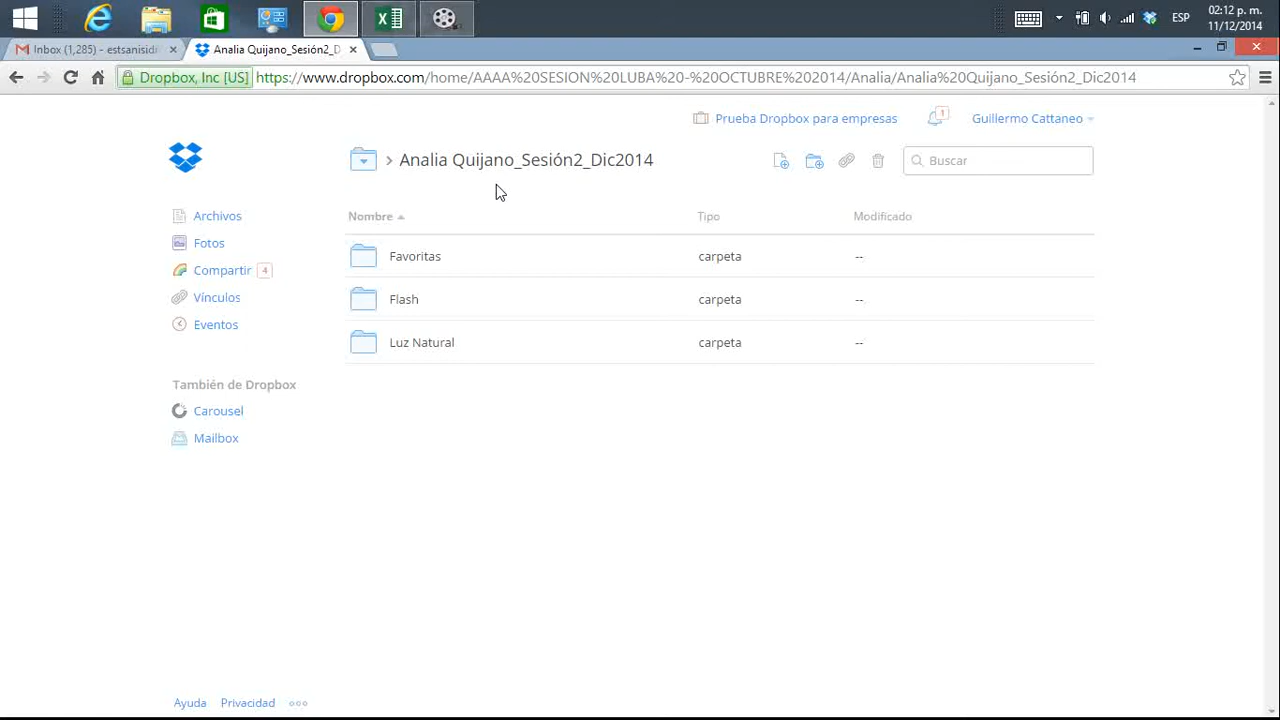 ESP
02:12 p. m.
11/12/2014
Inbox (1,285) - estsanisidi
Analia Quijano_Sesión2_D
Dropbox, Inc [US]
https://www.dropbox.com/home/AAAA%20SESION%20LUBA%20-%20OCTUBRE%202014/Analia/Analia%20Quijano_Sesión2_Dic2014
Prueba Dropbox para empresas
1
Guillermo Cattaneo
> Analia Quijano_Sesión2_Dic2014
Buscar
Archivos
Fotos
Compartir 4
Vínculos
Eventos
También de Dropbox
Carousel
Mailbox
Nombre Tipo Modificado
Favoritas carpeta --
Flash carpeta --
Luz Natural carpeta --
Ayuda Privacidad